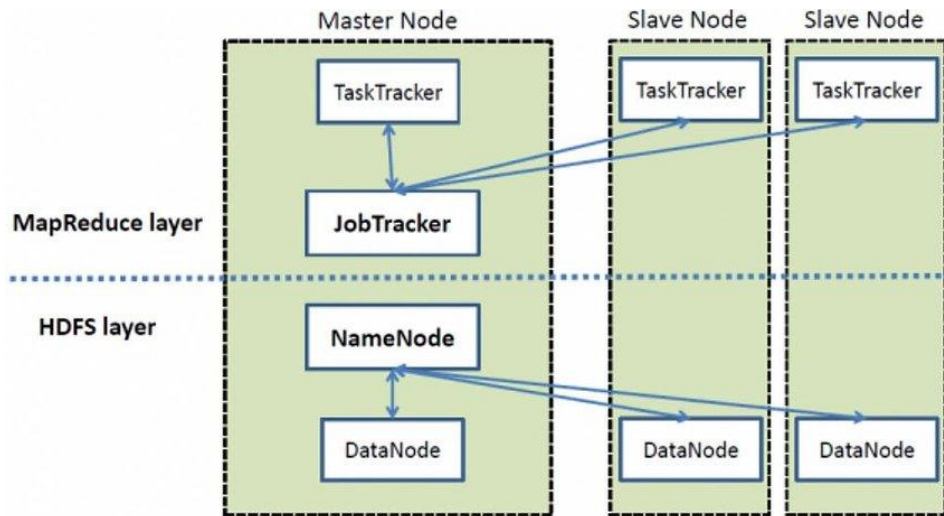 Master Node
Slave Node
Slave Node
TaskTracker
TaskTracker
TaskTracker
MapReduce layer
JobTracker
HDFS layer
NameNode
DataNode
DataNode
DataNode